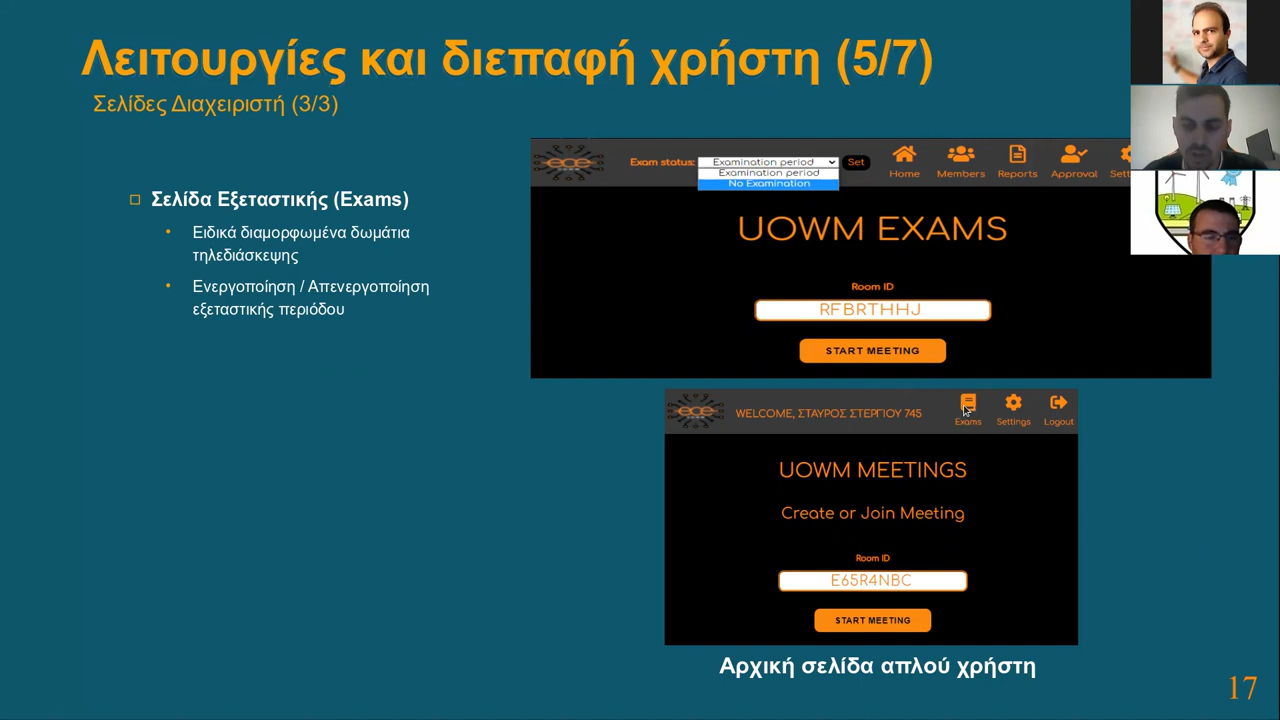 Λειτουργίες και διεπαφή χρήστη (5/7)
Σελίδες Διαχειριστή (3/3)
Σελίδα Εξεταστικής (Exams)
Ειδικά διαμορφωμένα δωμάτια
τηλεδιάσκεψης
Ενεργοποίηση / Απενεργοποίηση
εξεταστικής περιόδου
ece
Exam status: Examination period Set
Examination period
No Examination
Home Members Reports Approval Sett
UOWM EXAMS
Room ID
RFBRTHHJ
START MEETING
ece
WELCOME, ΣΤΑΥΡΟΣ ΣΤΕΡΓΙΟΥ 745
Exams Settings Logout
UOWM MEETINGS
Create or Join Meeting
Room ID
E65R4NBC
START MEETING
Αρχική σελίδα απλού χρήστη
17